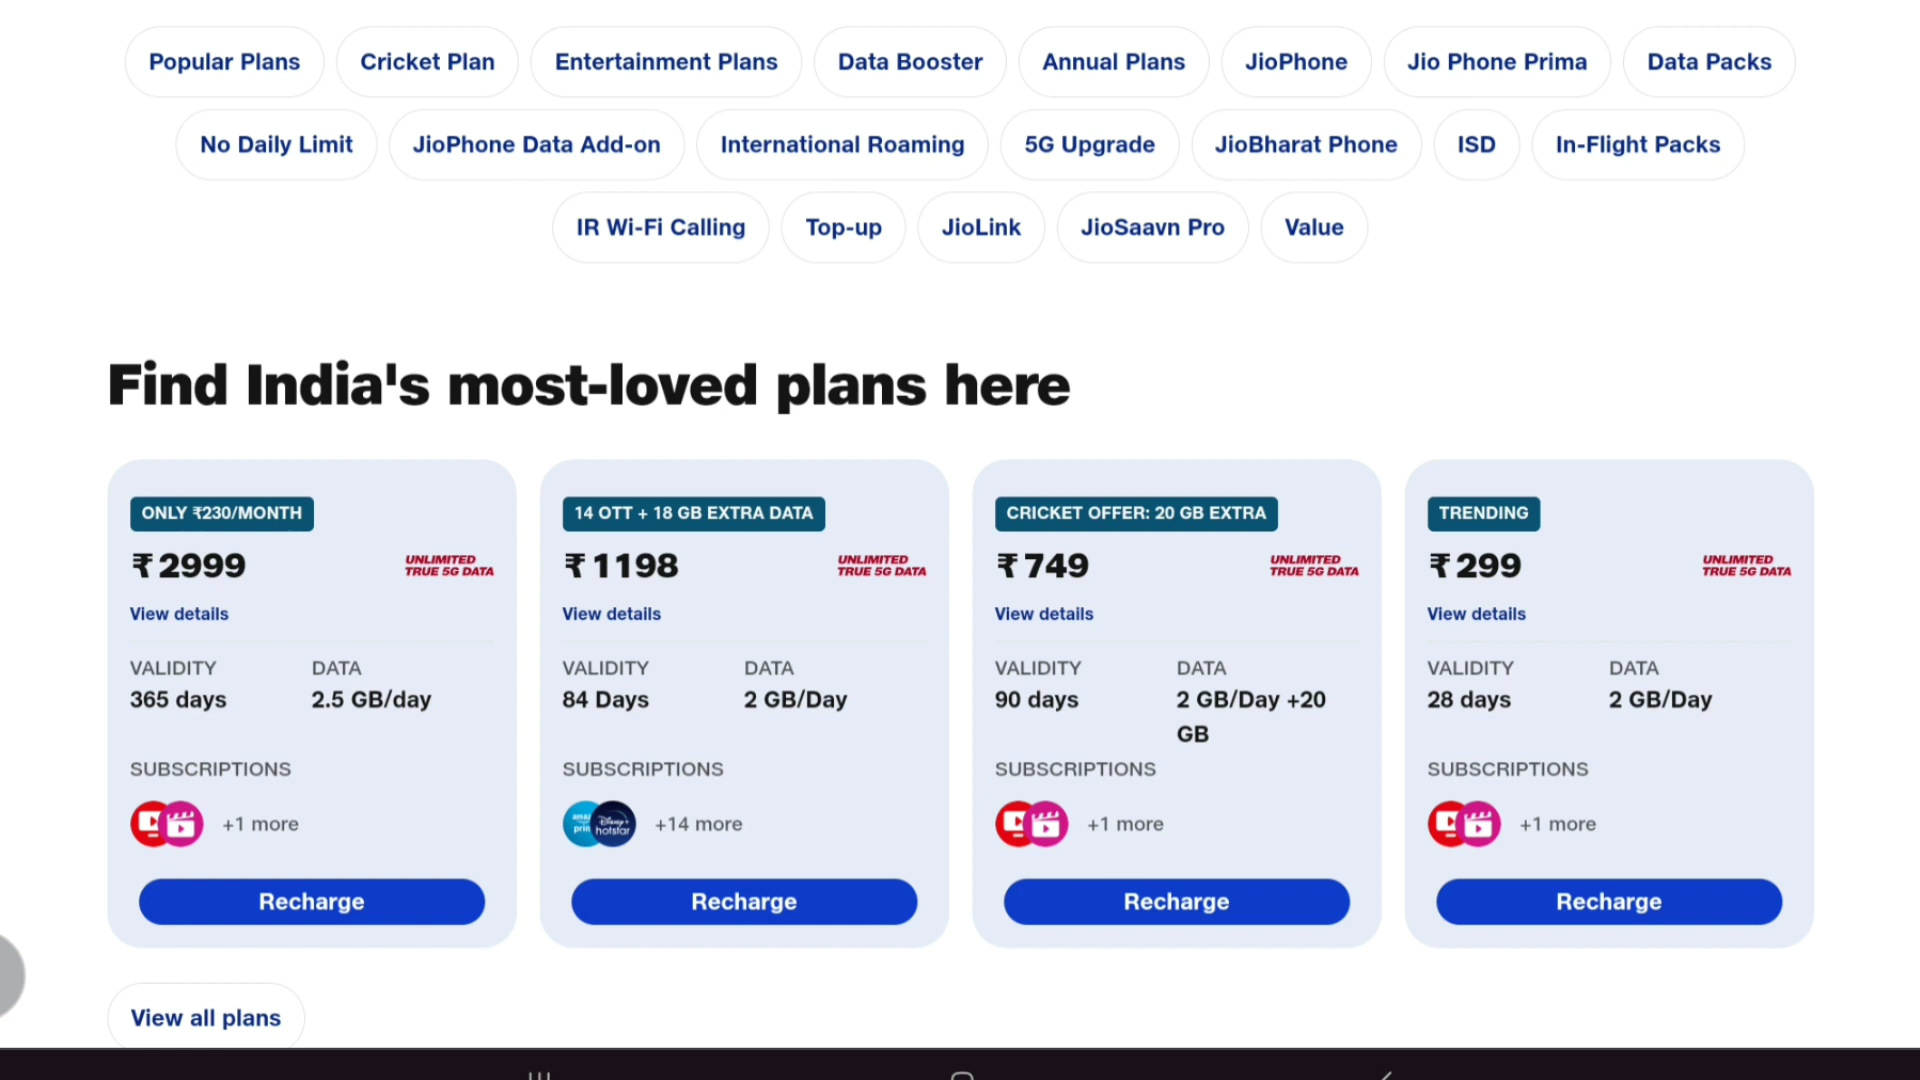 Popular Plans Cricket Plan Entertainment Plans Data Booster Annual Plans JioPhone Jio Phone Prima Data Packs
No Daily Limit JioPhone Data Add-on International Roaming 5G Upgrade JioBharat Phone ISD In-Flight Packs
IR Wi-Fi Calling Top-up JioLink JioSaavn Pro Value
Find India's most-loved plans here
ONLY ₹230/MONTH
₹2999
UNLIMITED
TRUE 5G DATA
View details
VALIDITY DATA
365 days 2.5 GB/day
SUBSCRIPTIONS
+1 more
Recharge
14 OTT + 18 GB EXTRA DATA
₹1198
UNLIMITED
TRUE 5G DATA
View details
VALIDITY DATA
84 Days 2 GB/Day
SUBSCRIPTIONS
Disney+
hotstar
+14 more
Recharge
CRICKET OFFER: 20 GB EXTRA
₹749
UNLIMITED
TRUE 5G DATA
View details
VALIDITY DATA
90 days 2 GB/Day +20
GB
SUBSCRIPTIONS
+1 more
Recharge
TRENDING
₹299
UNLIMITED
TRUE 5G DATA
View details
VALIDITY DATA
28 days 2 GB/Day
SUBSCRIPTIONS
+1 more
Recharge
View all plans